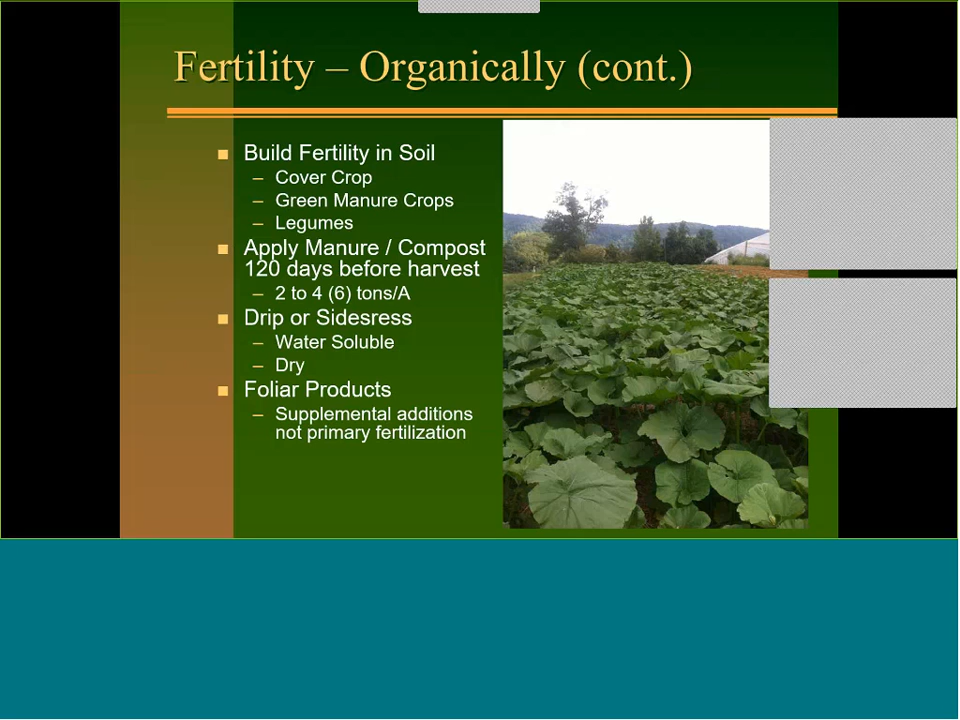 Fertility – Organically (cont.)
■ Build Fertility in Soil
– Cover Crop
– Green Manure Crops
– Legumes
■ Apply Manure / Compost
120 days before harvest
– 2 to 4 (6) tons/A
■ Drip or Sidesress
– Water Soluble
– Dry
■ Foliar Products
– Supplemental additions
not primary fertilization